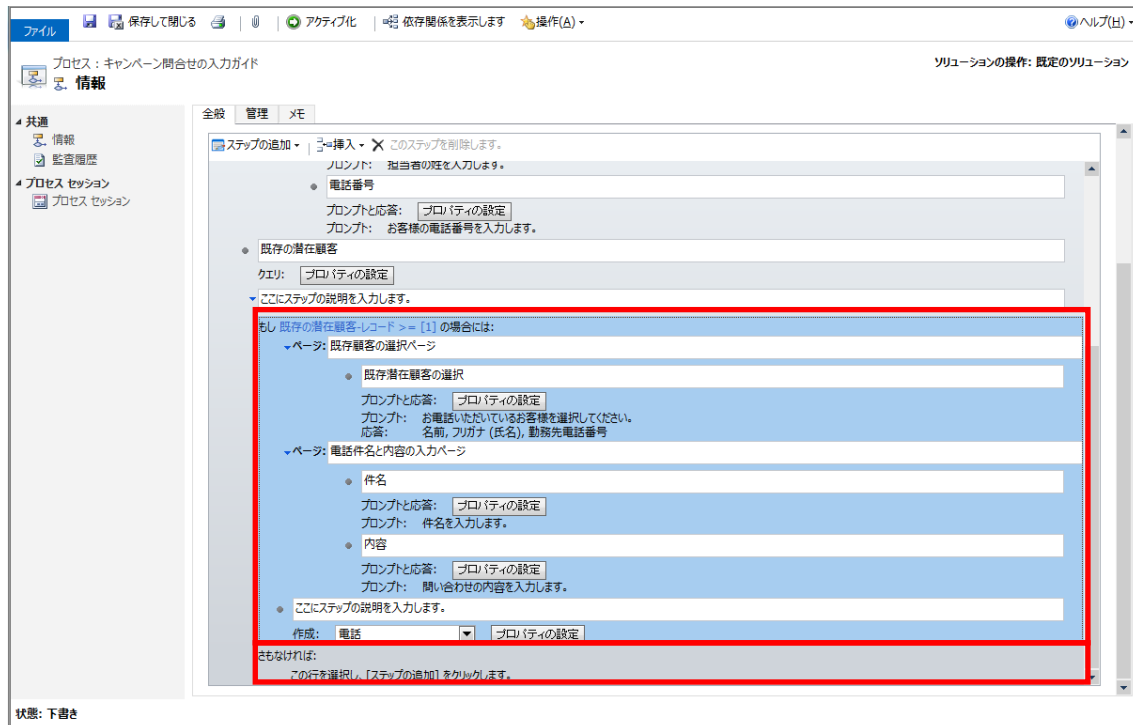 ファイル
保存して閉じる
アクティブ化
依存関係を表示します
操作(A)
ヘルプ(H)
プロセス : キャンペーン問合せの入力ガイド
情報
ソリューションの操作: 既定のソリューション
共通
情報
監査履歴
プロセス セッション
プロセス セッション
全般 管理 メモ
ステップの追加 挿入 このステップを削除します。
プロンプト: 担当者の姓を入力します。
電話番号
プロンプトと応答: プロパティの設定
プロンプト: お客様の電話番号を入力します。
既存の潜在顧客
クエリ: プロパティの設定
ここにステップの説明を入力します。
もし 既存の潜在顧客-レコード >= [1] の場合には:
ページ: 既存顧客の選択ページ
既存潜在顧客の選択
プロンプトと応答: プロパティの設定
プロンプト: お電話いただいているお客様を選択してください。
応答: 名前, フリガナ (氏名), 勤務先電話番号
ページ: 電話件名と内容の入力ページ
件名
プロンプトと応答: プロパティの設定
プロンプト: 件名を入力します。
内容
プロンプトと応答: プロパティの設定
プロンプト: 問い合わせの内容を入力します。
ここにステップの説明を入力します。
作成: 電話 プロパティの設定
さもなければ:
この行を選択し、[ステップの追加] をクリックします。
状態: 下書き